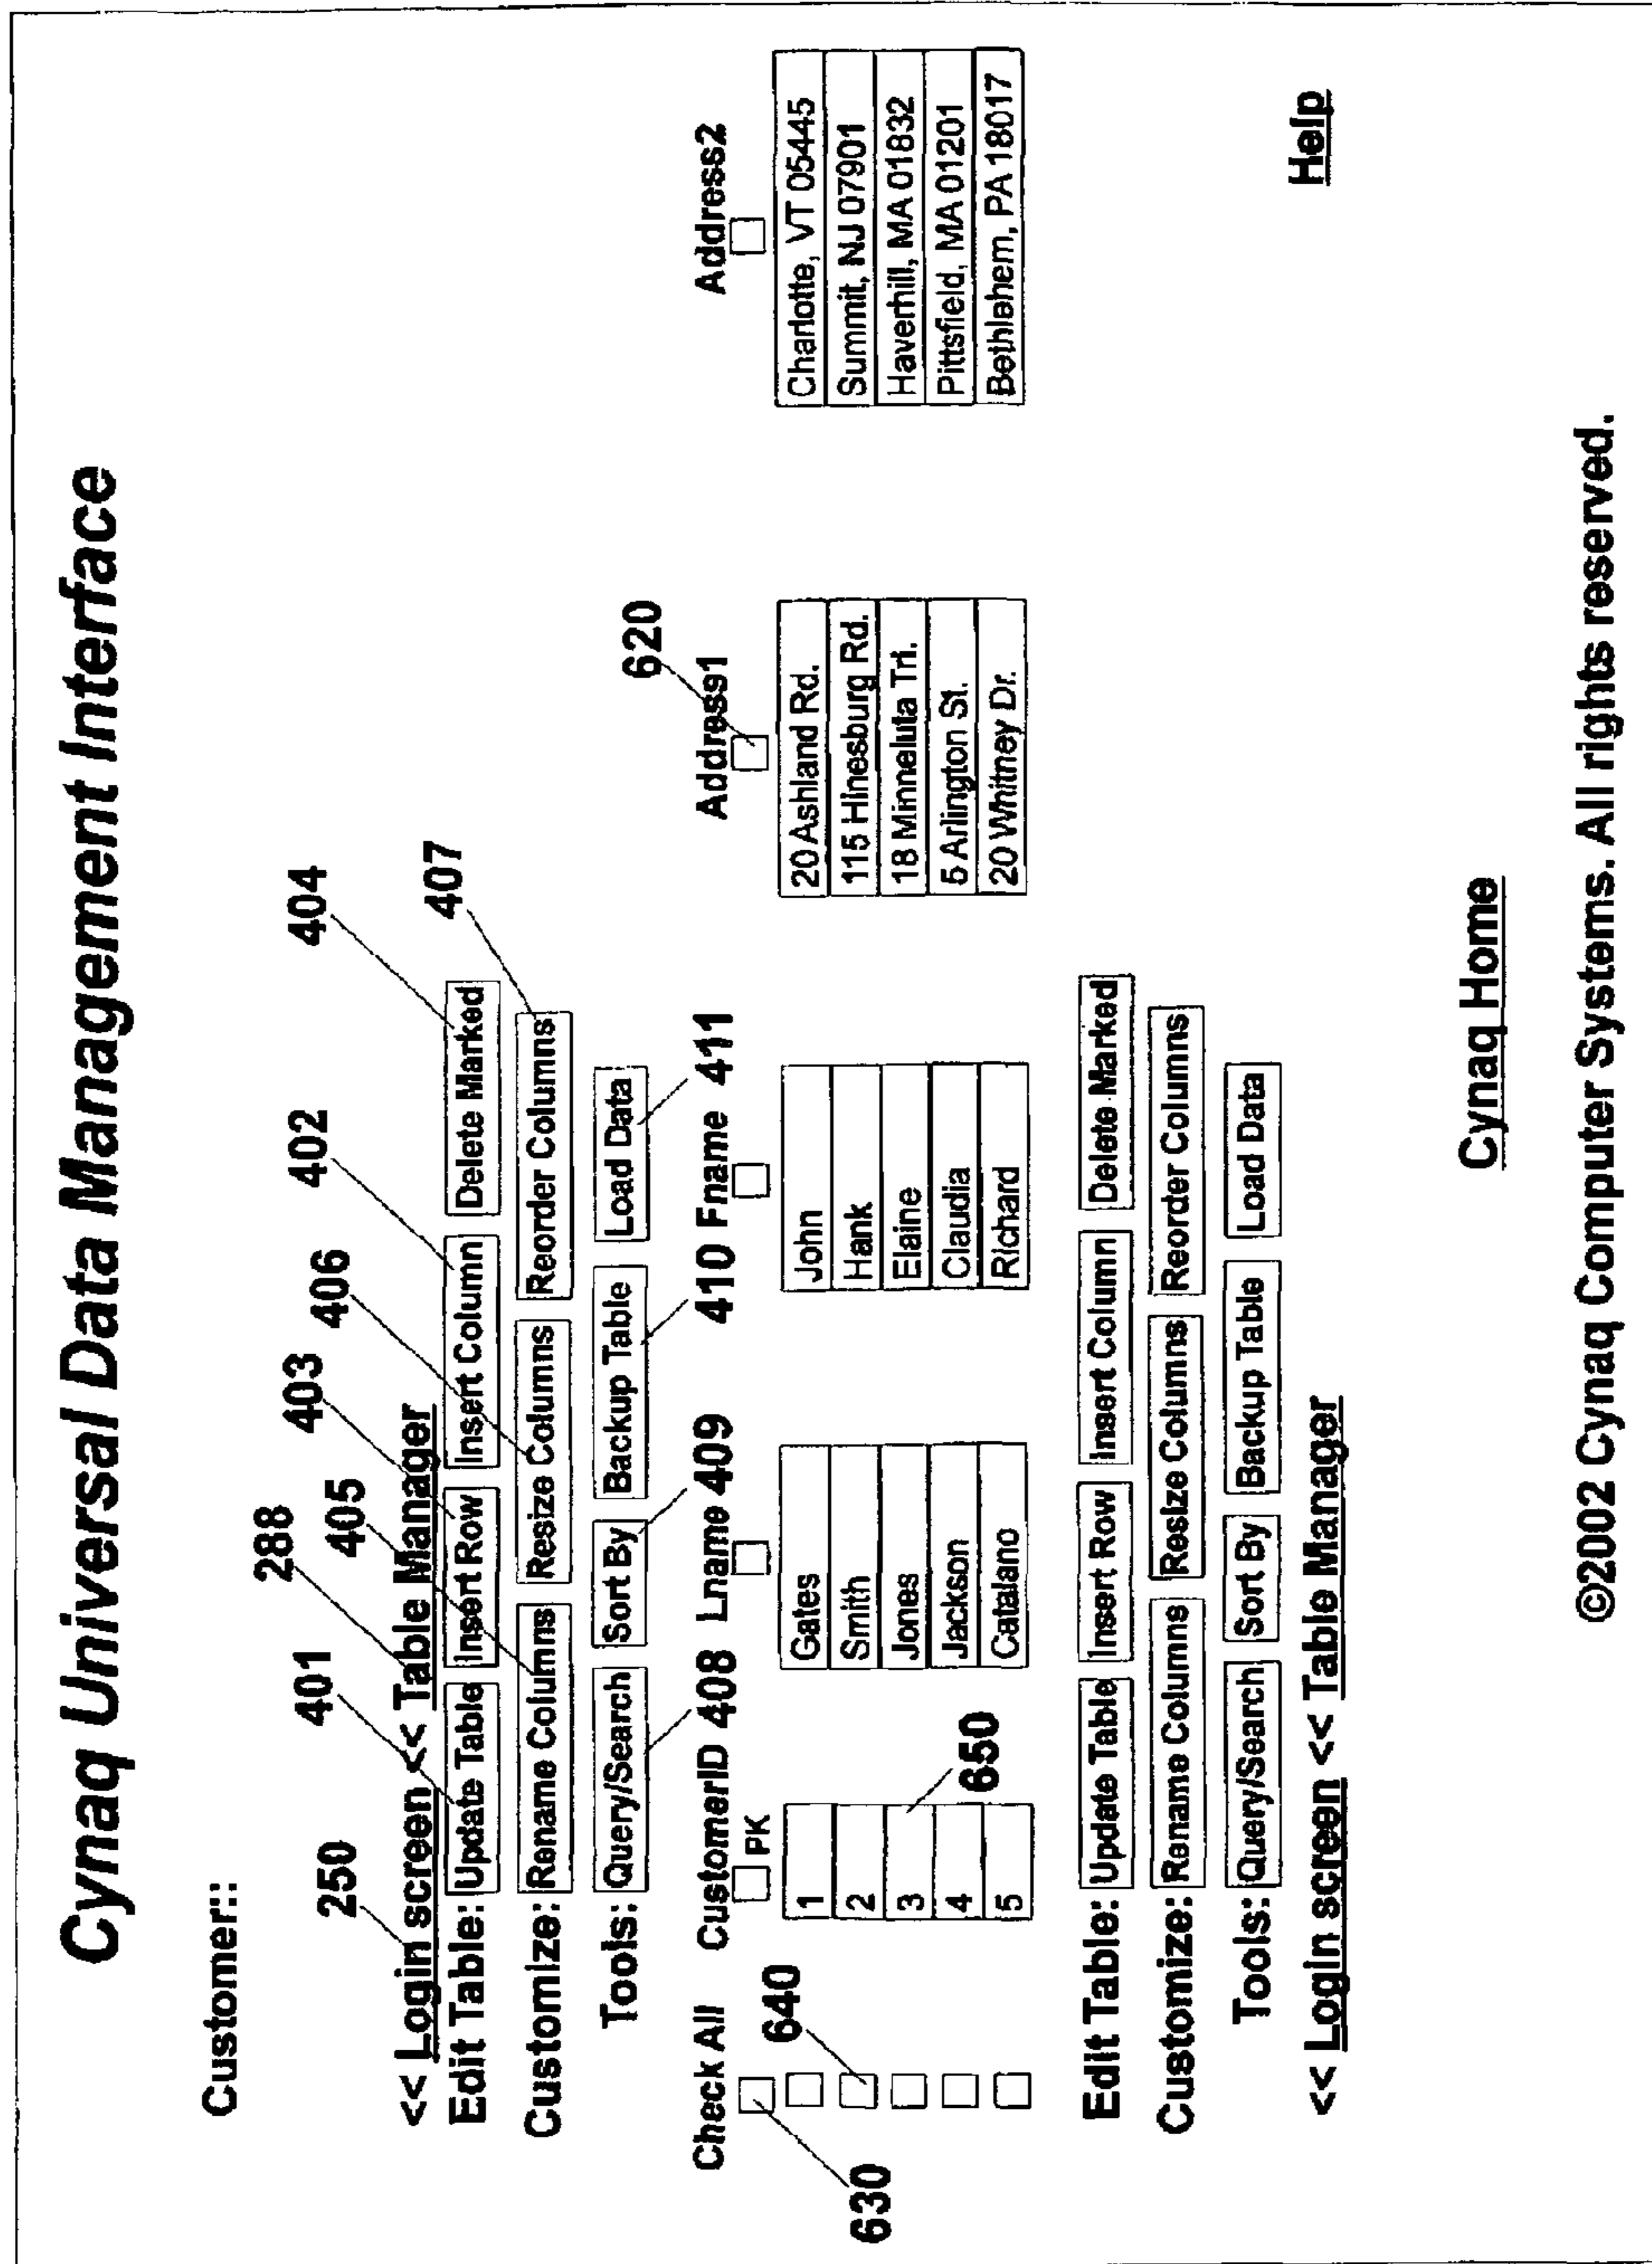 Cynaq Universal Data Management Interface
Customer::
288
401 403 402 404
250 405 406
407
<< Login screen << Table Manager
Edit Table: Update Table Insert Row Insert Column Delete Marked
Customize: Rename Columns Resize Columns Reorder Columns
Tools: Query/Search Sort By Backup Table Load Data
620
Check All CustomerID 408 Lname 409 410 Fname 411 Address1 Address2
PK
640
1 Gates John 20 Ashland Rd. Charlotte, VT 05445
2 Smith Hank 115 Hinesburg Rd. Summit, NJ 07901
630
3 Jones Elaine 18 Minneluta Trl. Haverhill, MA 01832
4 Jackson Claudia 5 Arlington St. Pittsfield, MA 01201
650
5 Catalano Richard 20 Whitney Dr. Bethlehem, PA 18017
Edit Table: Update Table Insert Row Insert Column Delete Marked
Customize: Rename Columns Resize Columns Reorder Columns
Tools: Query/Search Sort By Backup Table Load Data
<< Login screen << Table Manager Help
Cynaq Home
©2002 Cynaq Computer Systems. All rights reserved.